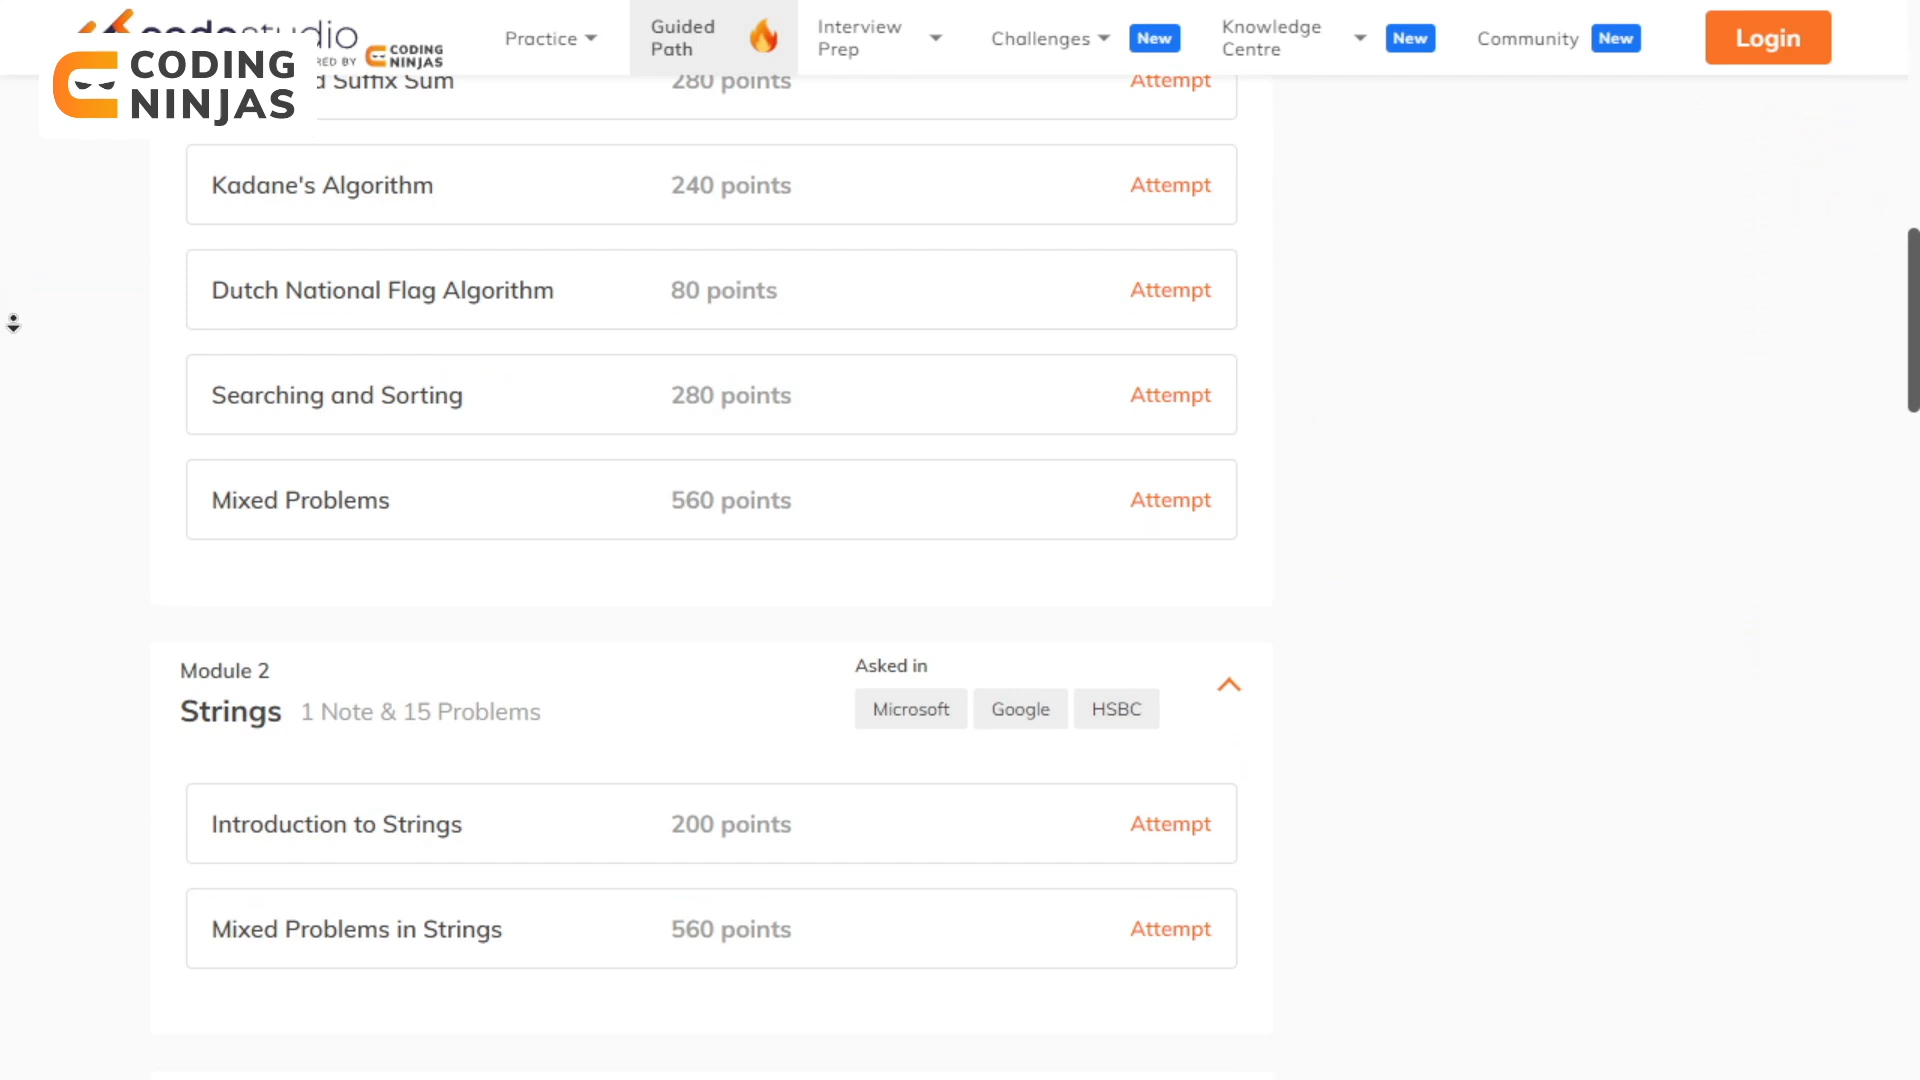 Practice
Guided Path
Interview Prep
Challenges New
Knowledge Centre New
Community New
Login
CODING NINJAS
CODING NINJAS
Suffix Sum 280 points Attempt
Kadane's Algorithm 240 points Attempt
Dutch National Flag Algorithm 80 points Attempt
Searching and Sorting 280 points Attempt
Mixed Problems 560 points Attempt
Module 2
Strings 1 Note & 15 Problems
Asked in
Microsoft Google HSBC
Introduction to Strings 200 points Attempt
Mixed Problems in Strings 560 points Attempt